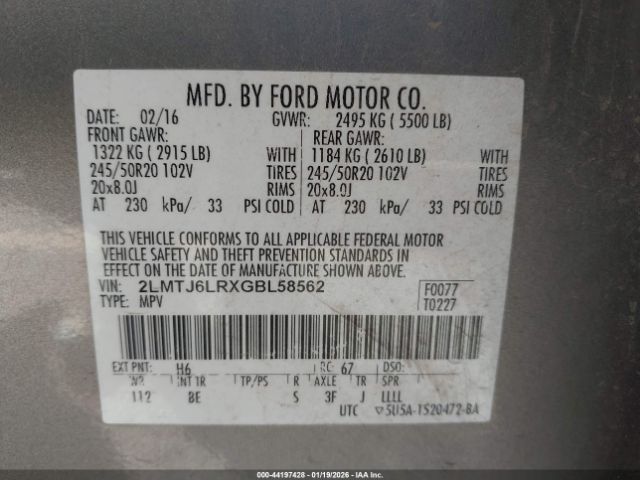 MFD. BY FORD MOTOR CO.
DATE: 02/16 GVWR: 2495 KG ( 5500 LB)
FRONT GAWR: REAR GAWR:
1322 KG ( 2915 LB) WITH 1184 KG ( 2610 LB) WITH
245/50R20 102V TIRES 245/50R20 102V TIRES
20x8.0J RIMS 20x8.0J RIMS
AT 230 kPa/ 33 PSI COLD AT 230 kPa/ 33 PSI COLD
THIS VEHICLE CONFORMS TO ALL APPLICABLE FEDERAL MOTOR
VEHICLE SAFETY AND THEFT PREVENTION STANDARDS IN
EFFECT ON THE DATE OF MANUFACTURE SHOWN ABOVE.
VIN: 2LMTJ6LRXGBL58562 F0077
TYPE: MPV T0227
EXT PNT: H6 RC: 67 DSO:
WB INT TR TP/PS R AXLE TR SPR
112 BE S 3F J LLLL
UTC ▽5U5A-1520472-BA
00-44197428 - 01/19/2026 - IAAI, Inc.